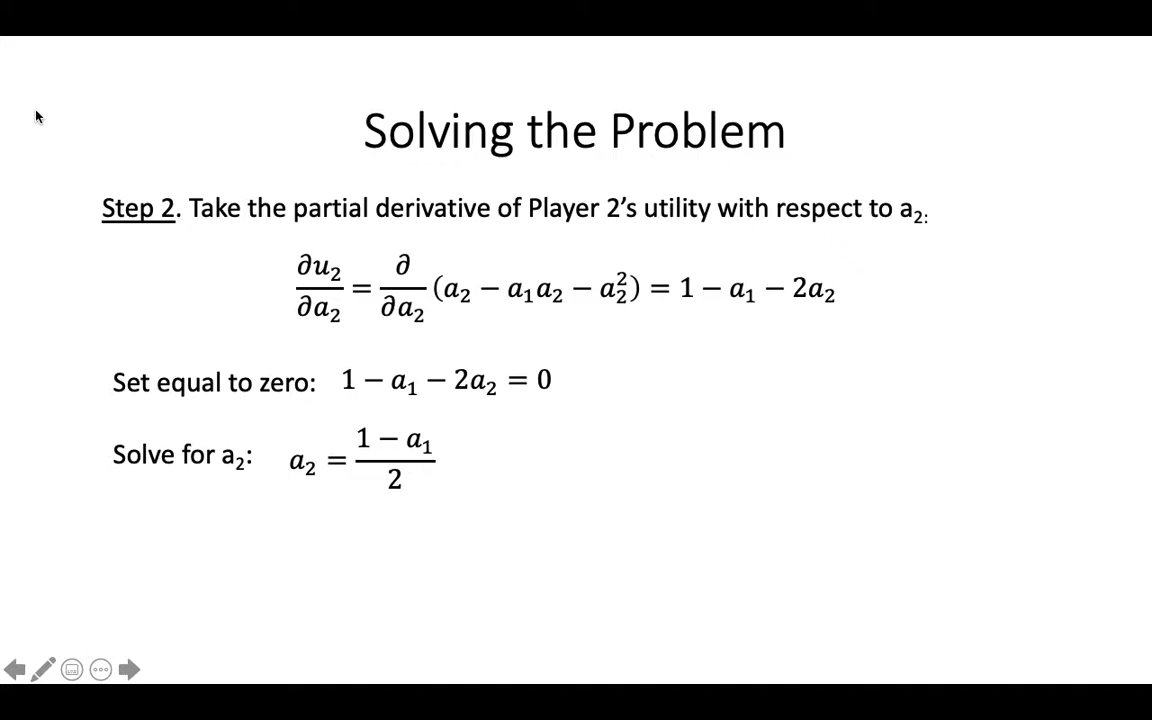 Solving the Problem
Step 2. Take the partial derivative of Player 2's utility with respect to a₂:
∂u₂/∂a₂ = ∂/∂a₂ (a₂ − a₁a₂ − a₂²) = 1 − a₁ − 2a₂
Set equal to zero: 1 − a₁ − 2a₂ = 0
Solve for a₂: a₂ = (1 − a₁)/2